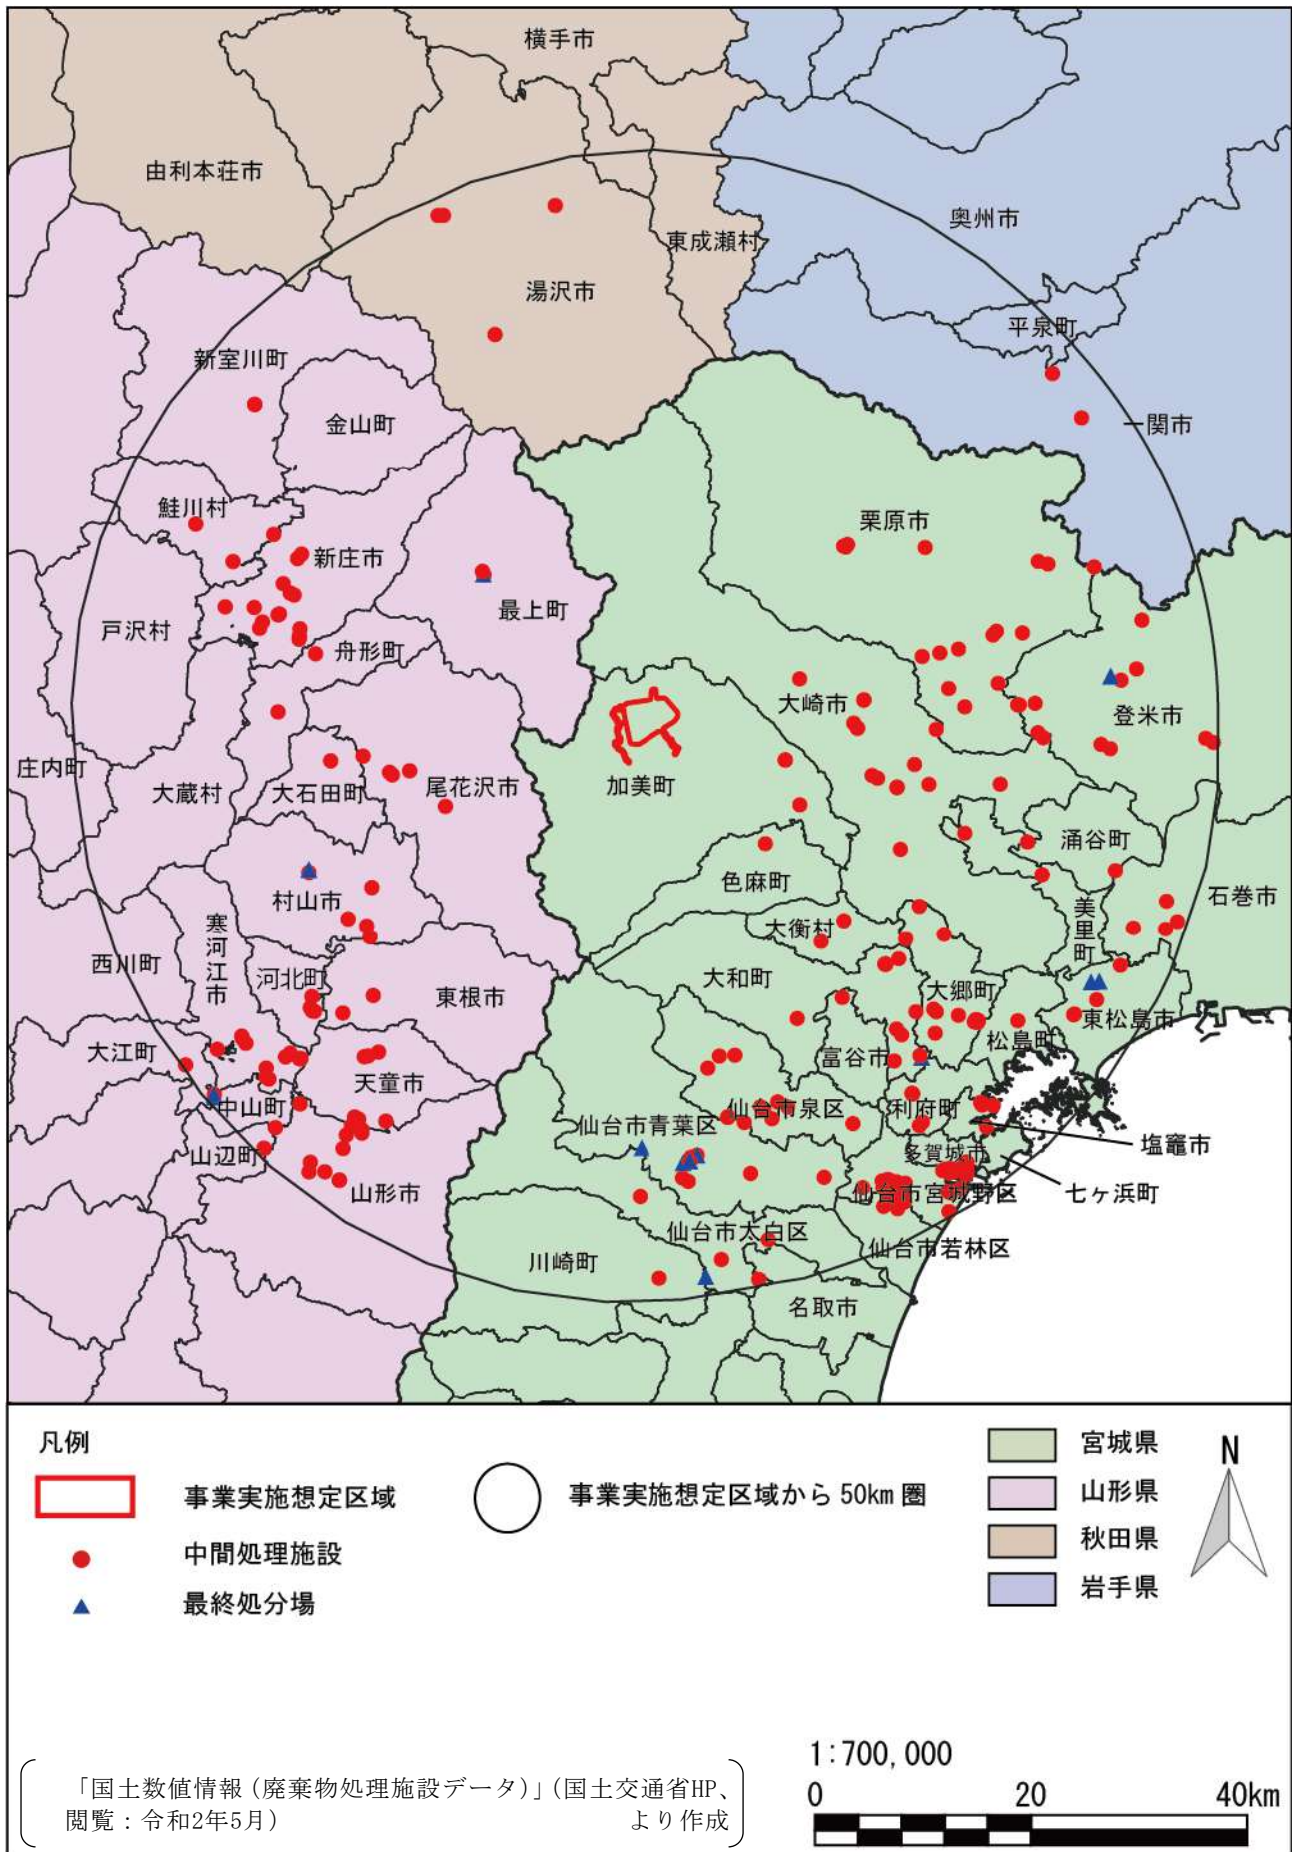 横手市
由利本荘市
奥州市
東成瀬村
湯沢市
平泉町
新室川町
金山町
一関市
鮭川村
栗原市
新庄市
最上町
戸沢村
舟形町
大崎市
登米市
庄内町
大蔵村
大石田町
尾花沢市
加美町
涌谷町
色麻町
村山市
石巻市
寒河江市
美里町
大衡村
西川町
河北町
東根市
大和町
大郷町
東松島市
大江町
天童市
富谷市
松島町
中山町
仙台市泉区
利府町
仙台市青葉区
塩竈市
山辺町
多賀城市
山形市
仙台市宮城野区
七ヶ浜町
仙台市太白区
仙台市若林区
川崎町
名取市
凡例
事業実施想定区域
事業実施想定区域から 50km 圏
中間処理施設
最終処分場
宮城県
山形県
秋田県
岩手県
N
1:700,000
0 20 40km
「国土数値情報（廃棄物処理施設データ）」（国土交通省HP、
閲覧：令和2年5月） より作成